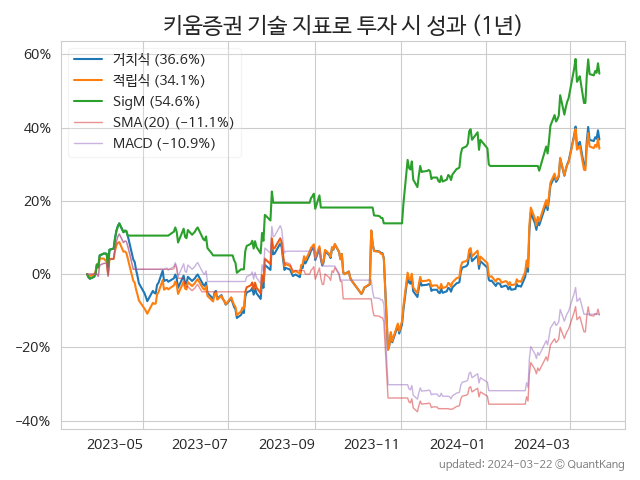 키움증권 기술 지표로 투자 시 성과 (1년)
거치식 (36.6%)
적립식 (34.1%)
SigM (54.6%)
SMA(20) (−11.1%)
MACD (−10.9%)
60%
40%
20%
0%
−20%
−40%
2023−05 2023−07 2023−09 2023−11 2024−01 2024−03
updated: 2024−03−22 © QuantKang